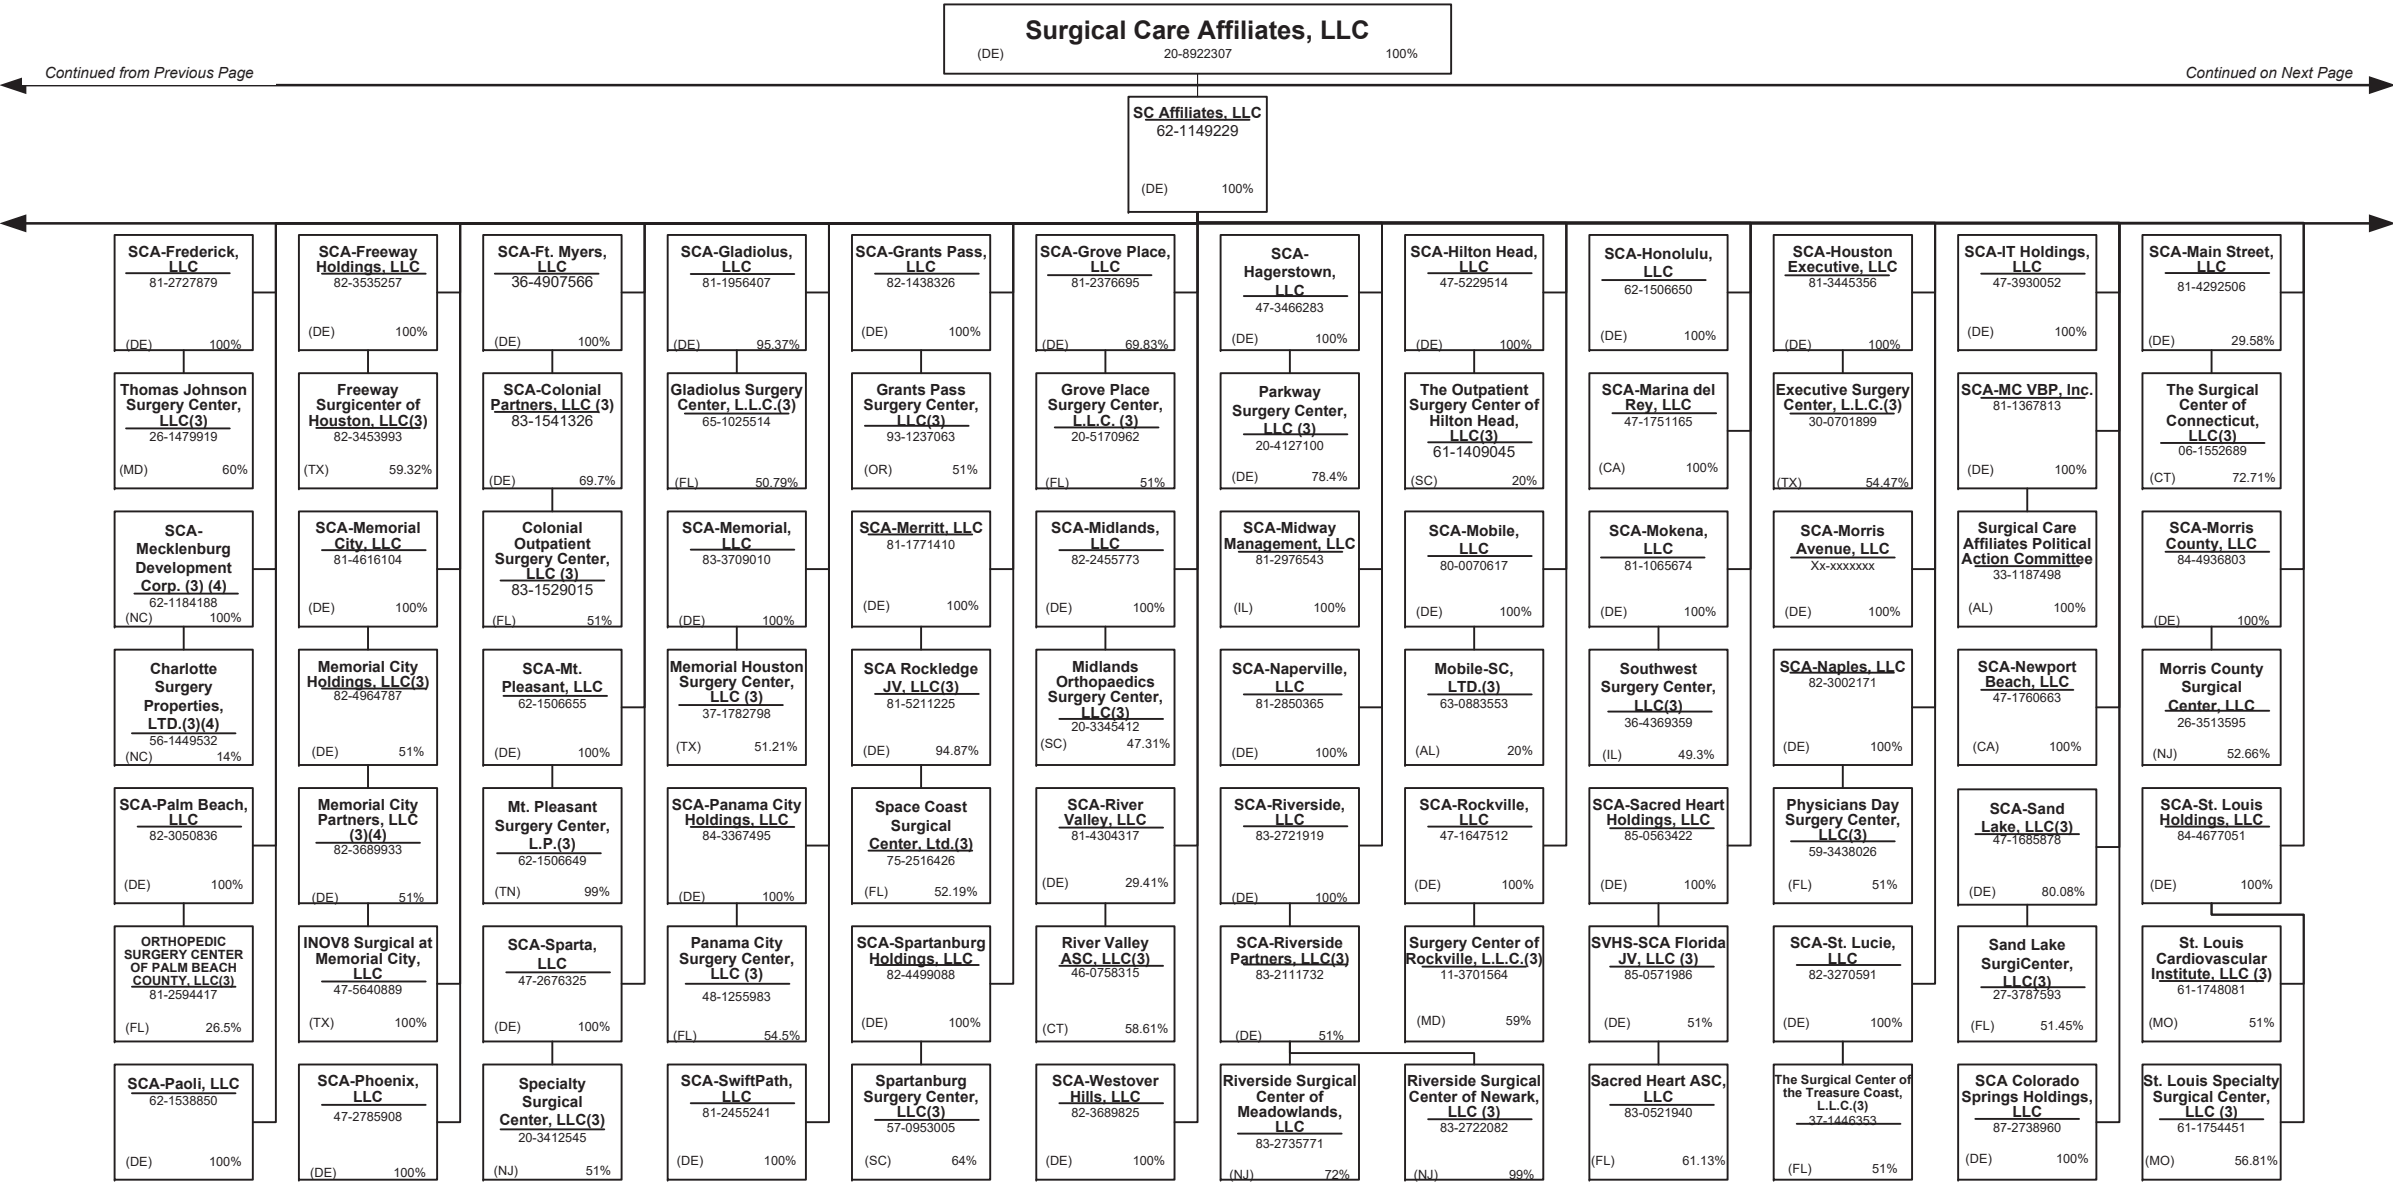 Surgical Care Affiliates, LLC
(DE) 20-8922307 100%
Continued from Previous Page
Continued on Next Page
SC Affiliates, LLC
62-1149229
(DE) 100%
SCA-Frederick,
LLC
81-2727879
(DE) 100%
SCA-Freeway
Holdings, LLC
82-3535257
(DE) 100%
SCA-Ft. Myers,
LLC
36-4907566
(DE) 100%
SCA-Gladiolus,
LLC
81-1956407
(DE) 95.37%
SCA-Grants Pass,
LLC
82-1438326
(DE) 100%
SCA-Grove Place,
LLC
81-2376695
(DE) 69.83%
SCA-
Hagerstown,
LLC
47-3466283
(DE) 100%
SCA-Hilton Head,
LLC
47-5229514
(DE) 100%
SCA-Honolulu,
LLC
62-1506650
(DE) 100%
SCA-Houston
Executive, LLC
81-3445356
(DE) 100%
SCA-IT Holdings,
LLC
47-3930052
(DE) 100%
SCA-Main Street,
LLC
81-4292506
(DE) 29.58%
Thomas Johnson
Surgery Center,
LLC(3)
26-1479919
(MD) 60%
Freeway
Surgicenter of
Houston, LLC(3)
82-3453993
(TX) 59.32%
SCA-Colonial
Partners, LLC (3)
83-1541326
(DE) 69.7%
Gladiolus Surgery
Center, L.L.C.(3)
65-1025514
(FL) 50.79%
Grants Pass
Surgery Center,
LLC(3)
93-1237063
(OR) 51%
Grove Place
Surgery Center,
L.L.C. (3)
20-5170962
(FL) 51%
Parkway
Surgery Center,
LLC (3)
20-4127100
(DE) 78.4%
The Outpatient
Surgery Center of
Hilton Head,
LLC(3)
61-1409045
(SC) 20%
SCA-Marina del
Rey, LLC
47-1751165
(CA) 100%
Executive Surgery
Center, L.L.C.(3)
30-0701899
(TX) 54.47%
SCA-MC VBP, Inc.
81-1367813
(DE) 100%
The Surgical
Center of
Connecticut,
LLC(3)
06-1552689
(CT) 72.71%
SCA-
Mecklenburg
Development
Corp. (3) (4)
62-1184188
(NC) 100%
SCA-Memorial
City, LLC
81-4616104
(DE) 100%
Colonial
Outpatient
Surgery Center,
LLC (3)
83-1529015
(FL) 51%
SCA-Memorial,
LLC
83-3709010
(DE) 100%
SCA-Merritt, LLC
81-1771410
(DE) 100%
SCA-Midlands,
LLC
82-2455773
(DE) 100%
SCA-Midway
Management, LLC
81-2976543
(IL) 100%
SCA-Mobile,
LLC
80-0070617
(DE) 100%
SCA-Mokena,
LLC
81-1065674
(DE) 100%
SCA-Morris
Avenue, LLC
Xx-xxxxxxx
(DE) 100%
Surgical Care
Affiliates Political
Action Committee
33-1187498
(AL) 100%
SCA-Morris
County, LLC
84-4936803
(DE) 100%
Charlotte
Surgery
Properties,
LTD.(3)(4)
56-1449532
(NC) 14%
Memorial City
Holdings, LLC(3)
82-4964787
(DE) 51%
SCA-Mt.
Pleasant, LLC
62-1506655
(DE) 100%
Memorial Houston
Surgery Center,
LLC (3)
37-1782798
(TX) 51.21%
SCA Rockledge
JV, LLC(3)
81-5211225
(DE) 94.87%
Midlands
Orthopaedics
Surgery Center,
LLC(3)
20-3345412
(SC) 47.31%
SCA-Naperville,
LLC
81-2850365
(DE) 100%
Mobile-SC,
LTD.(3)
63-0883553
(AL) 20%
Southwest
Surgery Center,
LLC(3)
36-4369359
(IL) 49.3%
SCA-Naples, LLC
82-3002171
(DE) 100%
SCA-Newport
Beach, LLC
47-1760663
(CA) 100%
Morris County
Surgical
Center, LLC
26-3513595
(NJ) 52.66%
SCA-Palm Beach,
LLC
82-3050836
(DE) 100%
Memorial City
Partners, LLC
(3)(4)
82-3689933
(DE) 51%
Mt. Pleasant
Surgery Center,
L.P.(3)
62-1506649
(TN) 99%
SCA-Panama City
Holdings, LLC
84-3367495
(DE) 100%
Space Coast
Surgical
Center, Ltd.(3)
75-2516426
(FL) 52.19%
SCA-River
Valley, LLC
81-4304317
(DE) 29.41%
SCA-Riverside,
LLC
83-2721919
(DE) 100%
SCA-Rockville,
LLC
47-1647512
(DE) 100%
SCA-Sacred Heart
Holdings, LLC
85-0563422
(DE) 100%
Physicians Day
Surgery Center,
LLC(3)
59-3438026
(FL) 51%
SCA-Sand
Lake, LLC(3)
47-1685878
(DE) 80.08%
SCA-St. Louis
Holdings, LLC
84-4677051
(DE) 100%
ORTHOPEDIC
SURGERY CENTER
OF PALM BEACH
COUNTY, LLC(3)
81-2594417
(FL) 26.5%
INOV8 Surgical at
Memorial City,
LLC
47-5640889
(TX) 100%
SCA-Sparta,
LLC
47-2676325
(DE) 100%
Panama City
Surgery Center,
LLC (3)
48-1255983
(FL) 54.5%
SCA-Spartanburg
Holdings, LLC
82-4499088
(DE) 100%
River Valley
ASC, LLC(3)
46-0758315
(CT) 58.61%
SCA-Riverside
Partners, LLC(3)
83-2111732
(DE) 51%
Surgery Center of
Rockville, L.L.C.(3)
11-3701564
(MD) 59%
SVHS-SCA Florida
JV, LLC (3)
85-0571986
(DE) 51%
SCA-St. Lucie,
LLC
82-3270591
(DE) 100%
Sand Lake
SurgiCenter,
LLC(3)
27-3787593
(FL) 51.45%
St. Louis
Cardiovascular
Institute, LLC (3)
61-1748081
(MO) 51%
SCA-Paoli, LLC
62-1538850
(DE) 100%
SCA-Phoenix,
LLC
47-2785908
(DE) 100%
Specialty
Surgical
Center, LLC(3)
20-3412545
(NJ) 51%
SCA-SwiftPath,
LLC
81-2455241
(DE) 100%
Spartanburg
Surgery Center,
LLC(3)
57-0953005
(SC) 64%
SCA-Westover
Hills, LLC
82-3689825
(DE) 100%
Riverside Surgical
Center of
Meadowlands,
LLC
83-2735771
(NJ) 72%
Riverside Surgical
Center of Newark,
LLC (3)
83-2722082
(NJ) 99%
Sacred Heart ASC,
LLC
83-0521940
(FL) 61.13%
The Surgical Center of
the Treasure Coast,
L.L.C.(3)
37-1446353
(FL) 51%
SCA Colorado
Springs Holdings,
LLC
87-2738960
(DE) 100%
St. Louis Specialty
Surgical Center,
LLC (3)
61-1754451
(MO) 56.81%